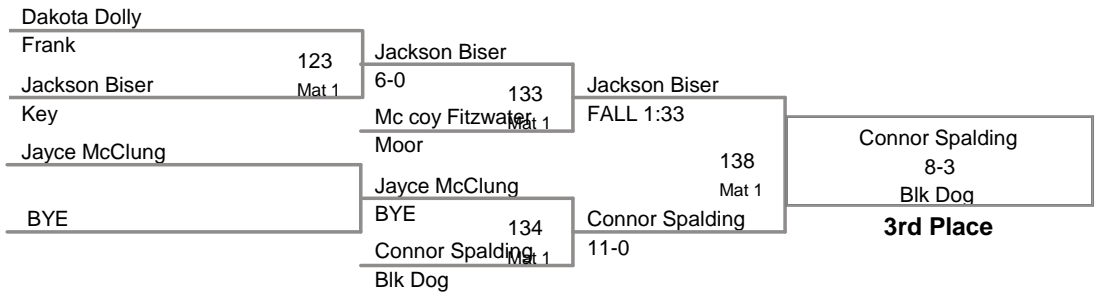 Dakota Dolly
Frank
123
Mat 1
Jackson Biser
Key
Jackson Biser
6-0
133
Mat 1
Mc coy Fitzwater
Moor
Jackson Biser
FALL 1:33
Jayce McClung
BYE
Jayce McClung
BYE
134
Mat 1
Connor Spalding
Blk Dog
138
Mat 1
Connor Spalding
11-0
Connor Spalding
8-3
Blk Dog
3rd Place